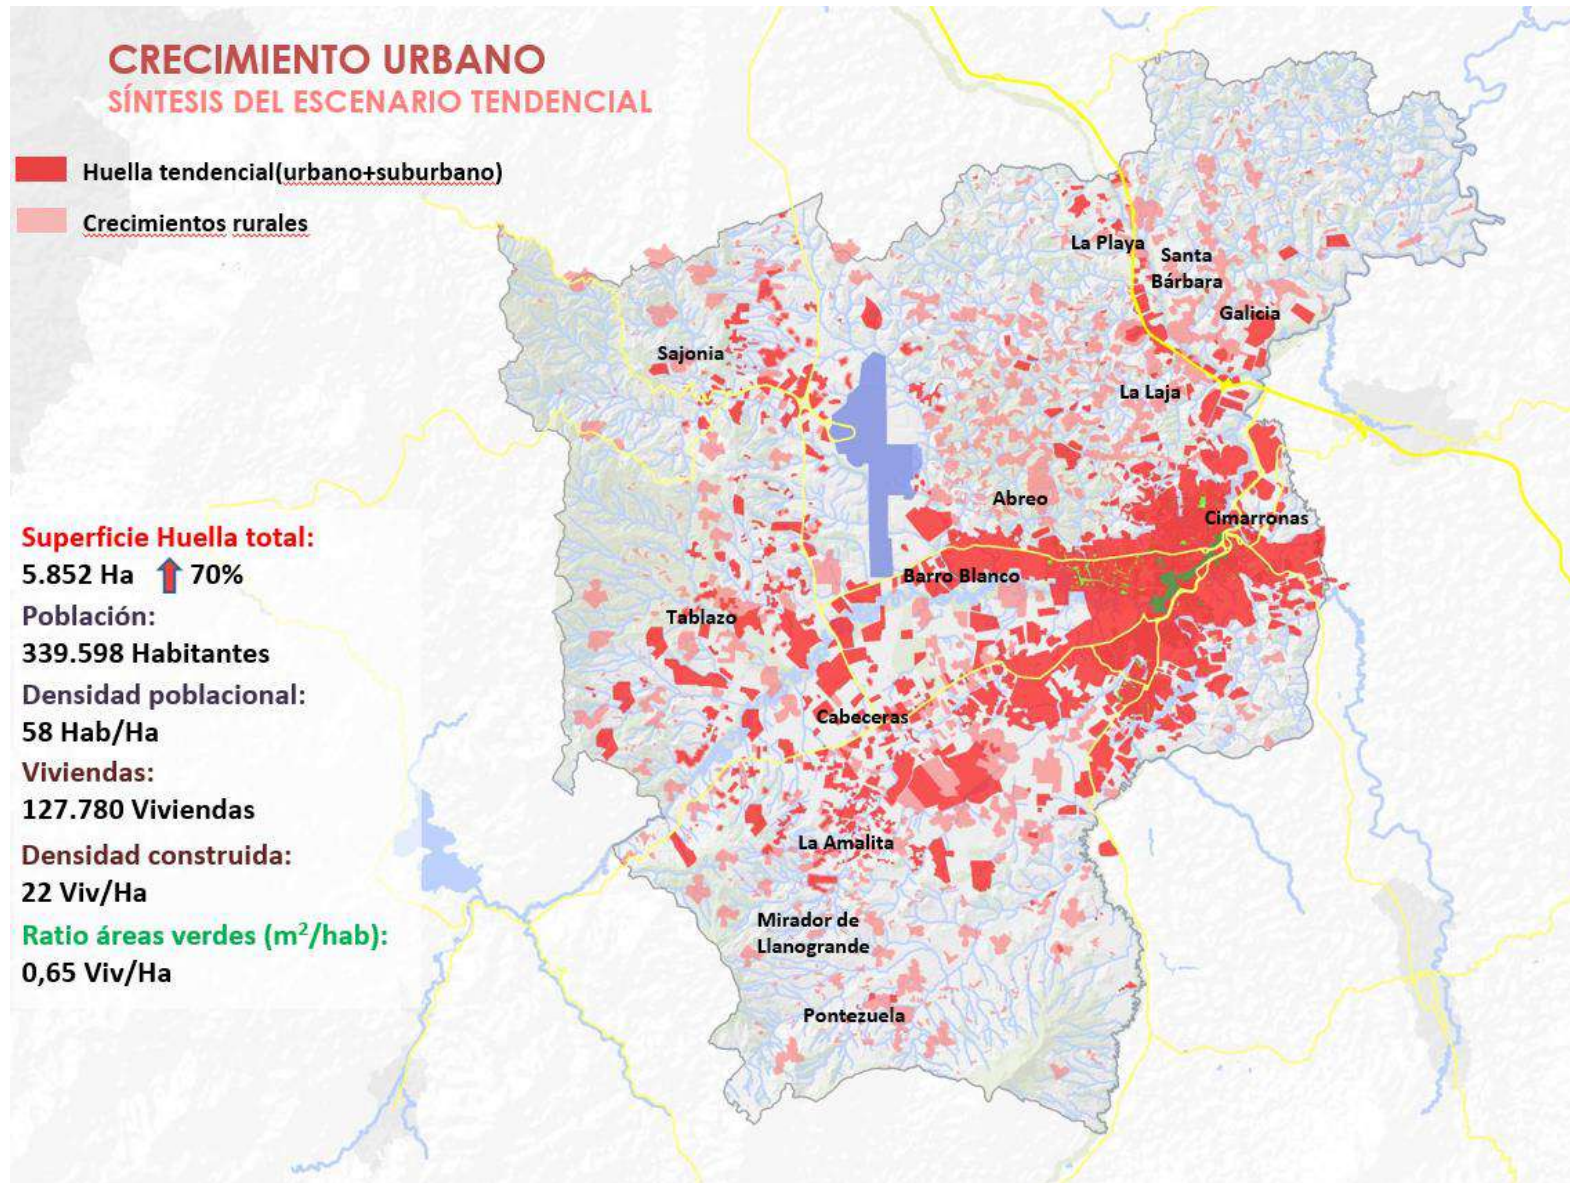 CRECIMIENTO URBANO
SÍNTESIS DEL ESCENARIO TENDENCIAL
Huella tendencial(urbano+suburbano)
Crecimientos rurales
La Playa
Santa
Bárbara
Galicia
Sajonia
La Laja
Abreo
Cimarronas
Barro Blanco
Tablazo
Cabeceras
La Amalita
Mirador de
Llanogrande
Pontezuela
Superficie Huella total:
5.852 Ha 70%
Población:
339.598 Habitantes
Densidad poblacional:
58 Hab/Ha
Viviendas:
127.780 Viviendas
Densidad construida:
22 Viv/Ha
Ratio áreas verdes (m²/hab):
0,65 Viv/Ha